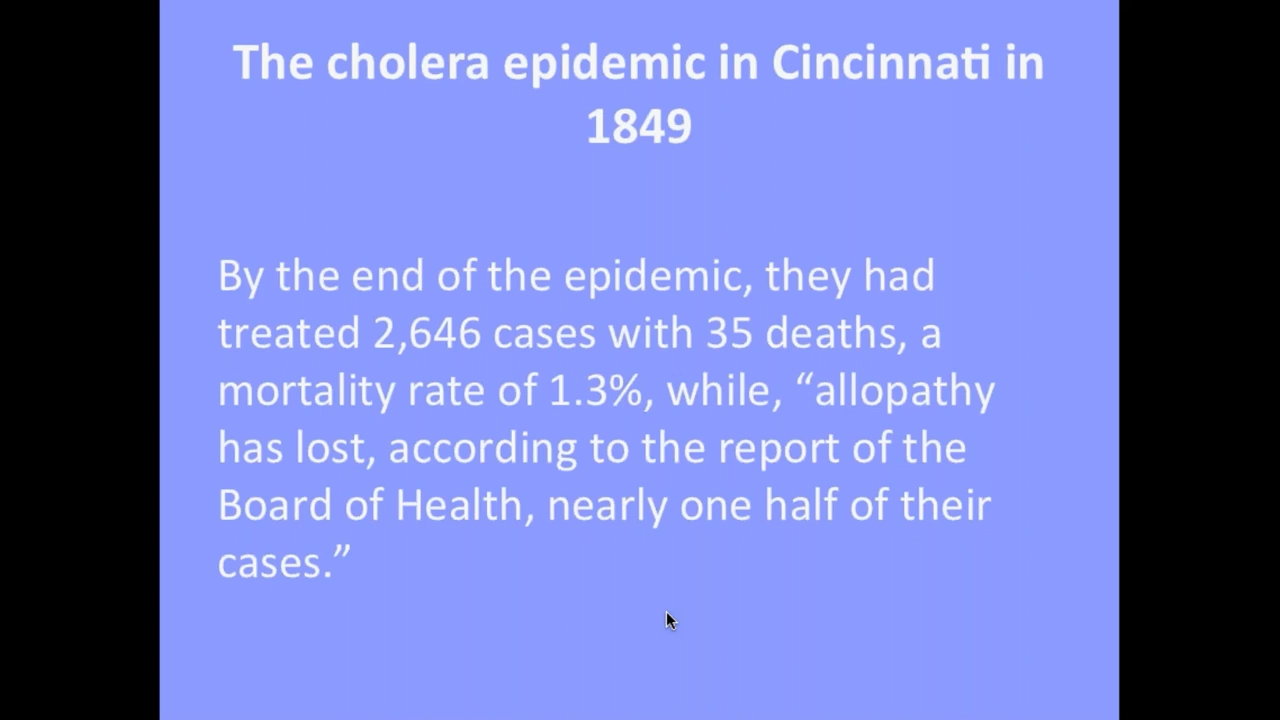 The cholera epidemic in Cincinnati in
1849
By the end of the epidemic, they had
treated 2,646 cases with 35 deaths, a
mortality rate of 1.3%, while, “allopathy
has lost, according to the report of the
Board of Health, nearly one half of their
cases.”